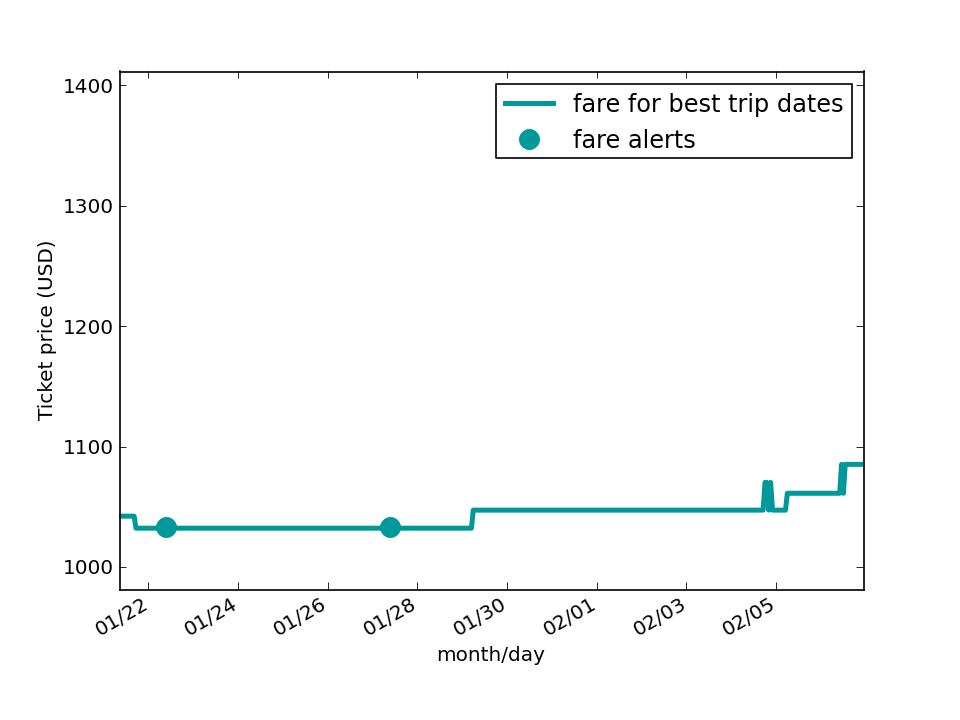 fare for best trip dates
fare alerts
1400
1300
1200
1100
1000
Ticket price (USD)
01/22 01/24 01/26 01/28 01/30 02/01 02/03 02/05
month/day